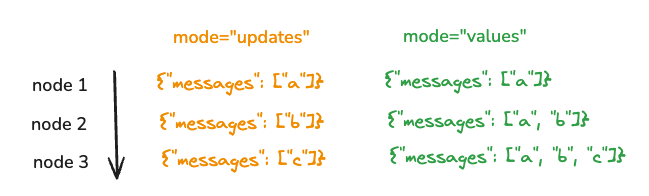 mode="updates" mode="values"
node 1 {"messages": ["a"]} {"messages": ["a"]}
node 2 {"messages": ["b"]} {"messages": ["a", "b"]}
node 3 {"messages": ["c"]} {"messages": ["a", "b", "c"]}